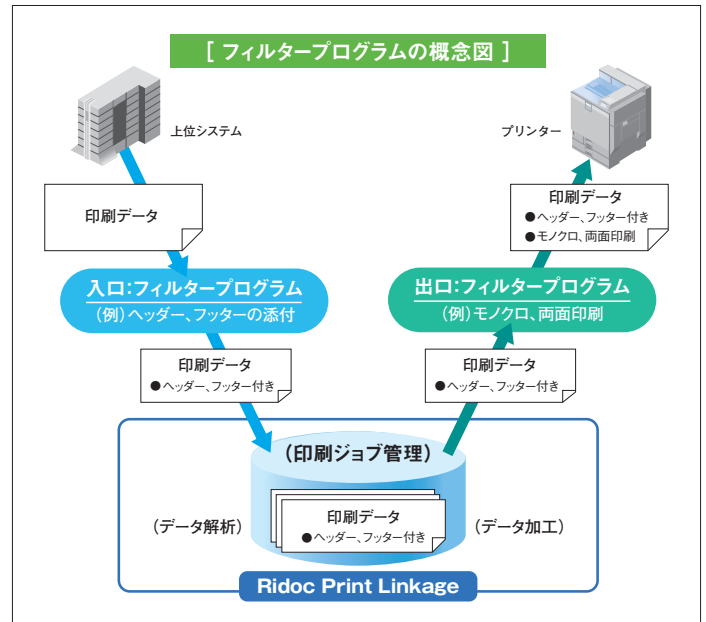 [ フィルタープログラムの概念図 ]
上位システム
プリンター
印刷データ
印刷データ
●ヘッダー、フッター付き
●モノクロ、両面印刷
入口:フィルタープログラム
(例)ヘッダー、フッターの添付
出口:フィルタープログラム
(例)モノクロ、両面印刷
印刷データ
●ヘッダー、フッター付き
印刷データ
●ヘッダー、フッター付き
(印刷ジョブ管理)
(データ解析)
印刷データ
●ヘッダー、フッター付き
(データ加工)
Ridoc Print Linkage